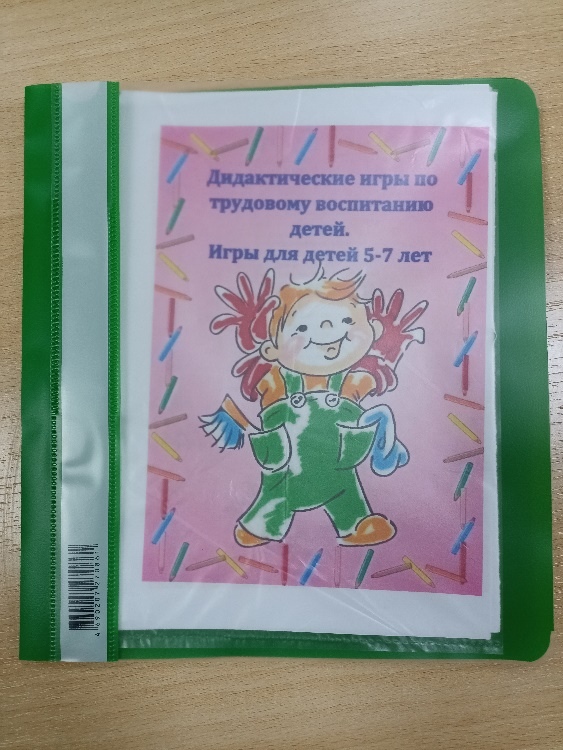 Дидактические игры по
трудовому воспитанию
детей.
Игры для детей 5-7 лет